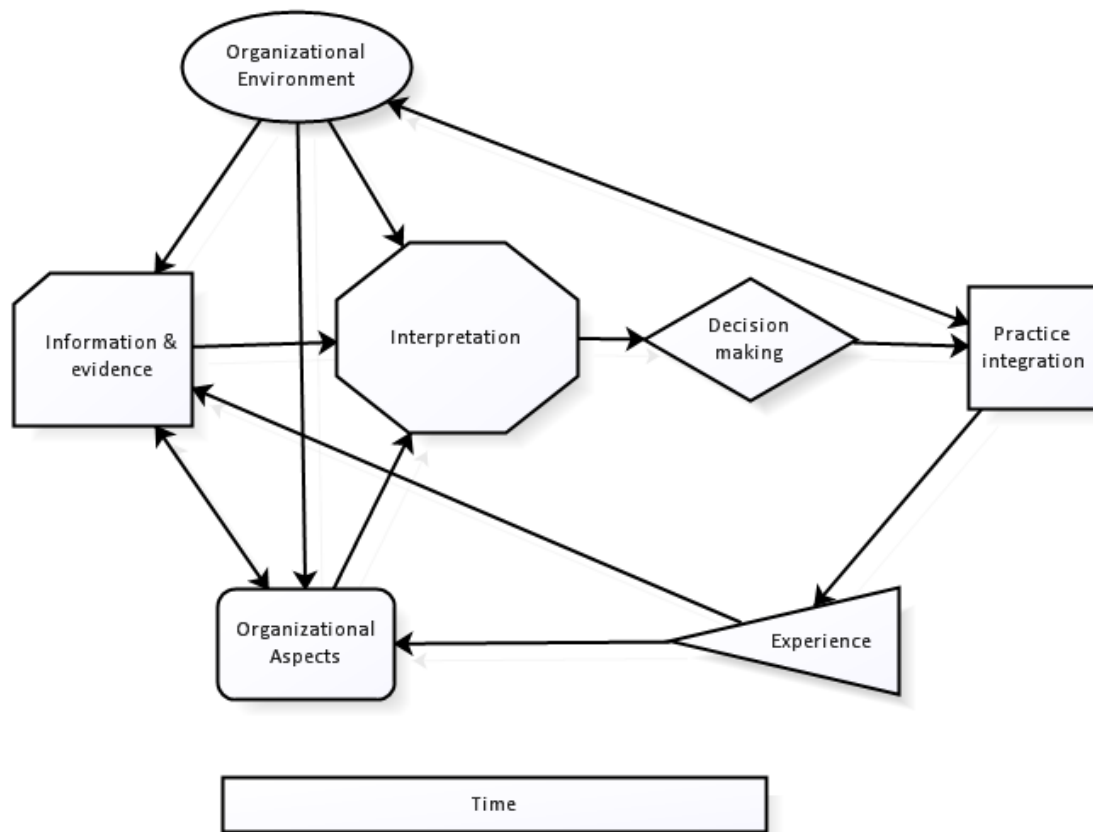 Organizational
Environment
Information &
evidence
Interpretation
Decision
making
Practice
integration
Organizational
Aspects
Experience
Time